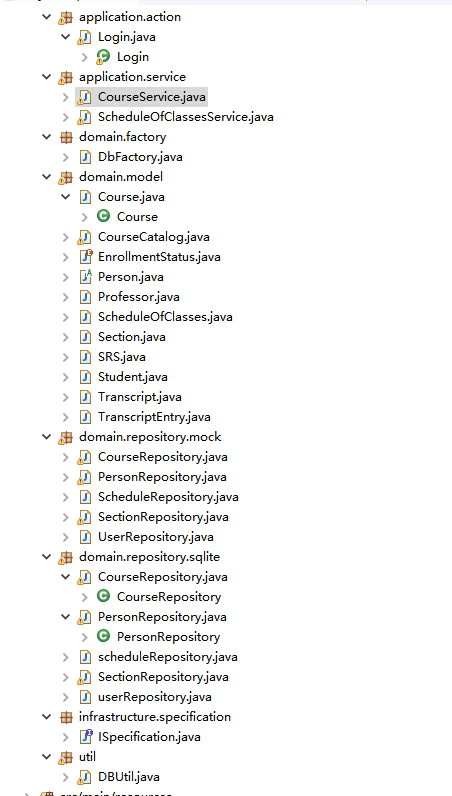 application.action
Login.java
Login
application.service
CourseService.java
ScheduleOfClassesService.java
domain.factory
DbFactory.java
domain.model
Course.java
Course
CourseCatalog.java
EnrollmentStatus.java
Person.java
Professor.java
ScheduleOfClasses.java
Section.java
SRS.java
Student.java
Transcript.java
TranscriptEntry.java
domain.repository.mock
CourseRepository.java
PersonRepository.java
ScheduleRepository.java
SectionRepository.java
UserRepository.java
domain.repository.sqlite
CourseRepository.java
CourseRepository
PersonRepository.java
PersonRepository
scheduleRepository.java
SectionRepository.java
userRepository.java
infrastructure.specification
ISpecification.java
util
DBUtil.java